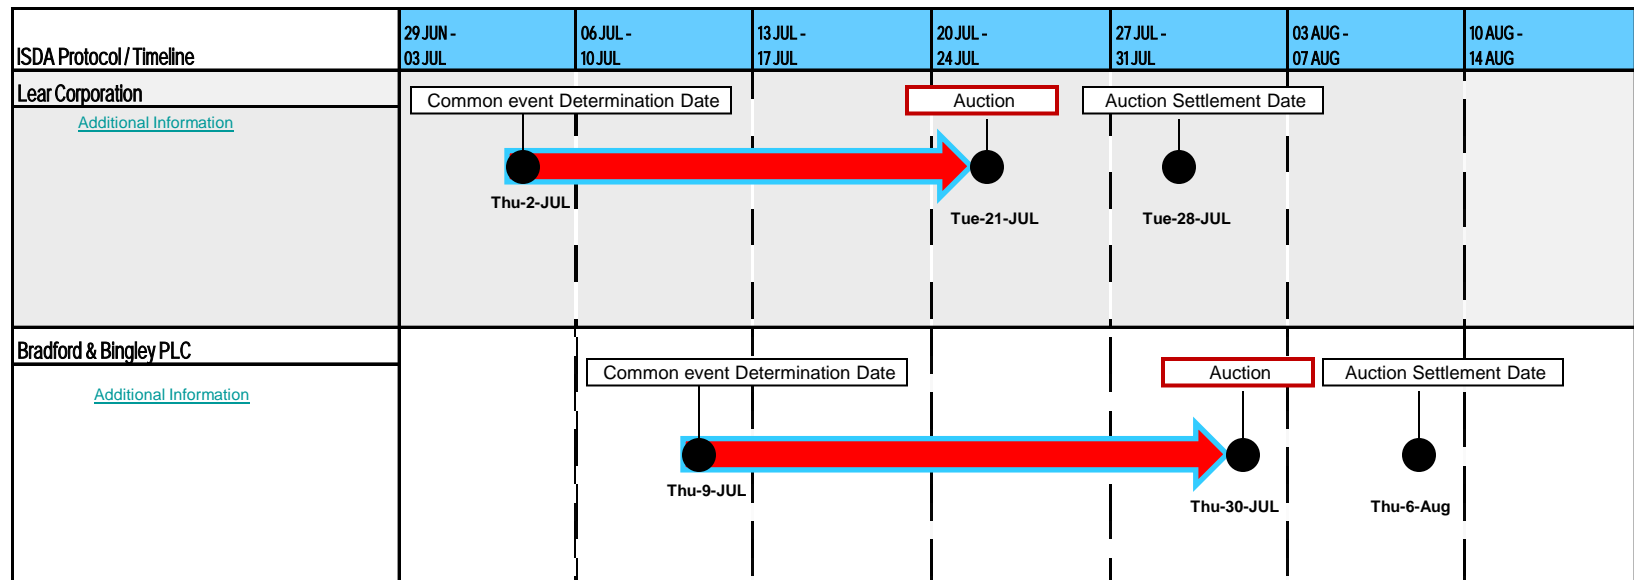 ISDA Protocol / Timeline
29 JUN -
03 JUL
06 JUL -
10 JUL
13 JUL -
17 JUL
20 JUL -
24 JUL
27 JUL -
31 JUL
03 AUG -
07 AUG
10 AUG -
14 AUG
Lear Corporation
Additional Information
Common event Determination Date
Auction
Auction Settlement Date
Thu-2-JUL
Tue-21-JUL
Tue-28-JUL
Bradford & Bingley PLC
Additional Information
Common event Determination Date
Auction
Auction Settlement Date
Thu-9-JUL
Thu-30-JUL
Thu-6-Aug